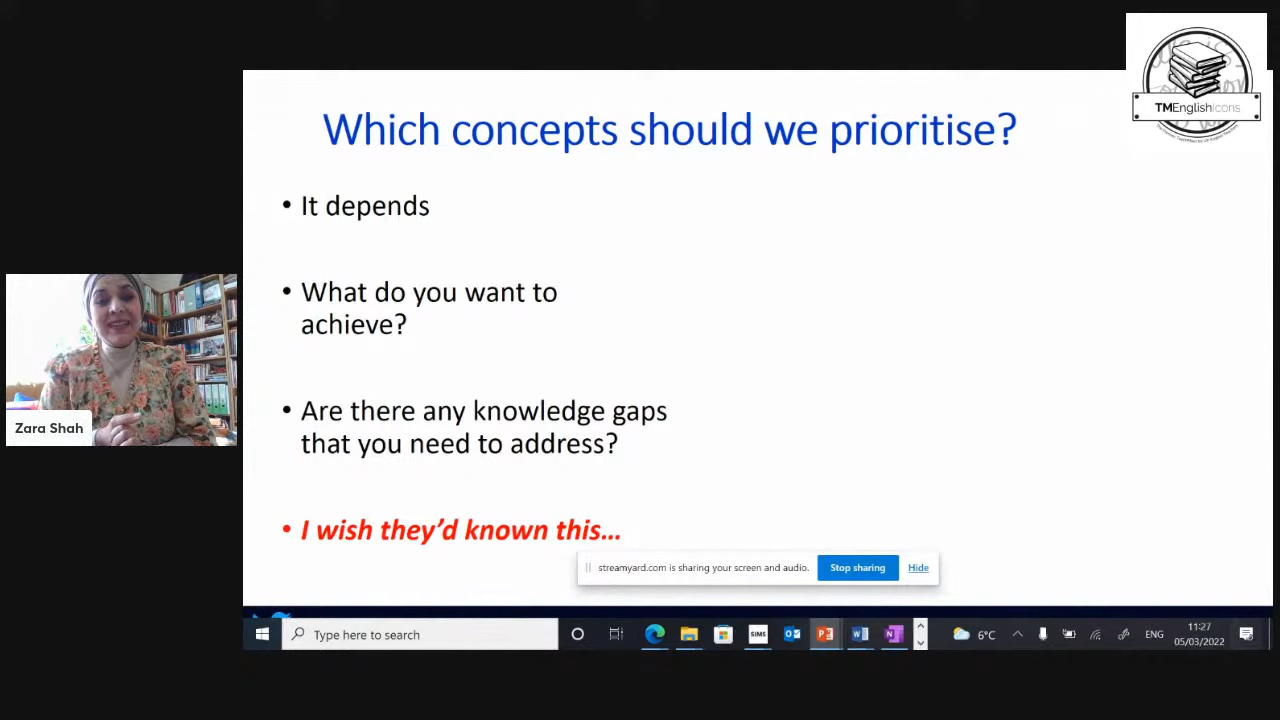 TMEnglishicons
Which concepts should we prioritise?
• It depends
• What do you want to
achieve?
• Are there any knowledge gaps
that you need to address?
• I wish they’d known this...
Zara Shah
streamyard.com is sharing your screen and audio.
Stop sharing
Hide
Type here to search
SIMS
6°C
ENG
11:27
05/03/2022